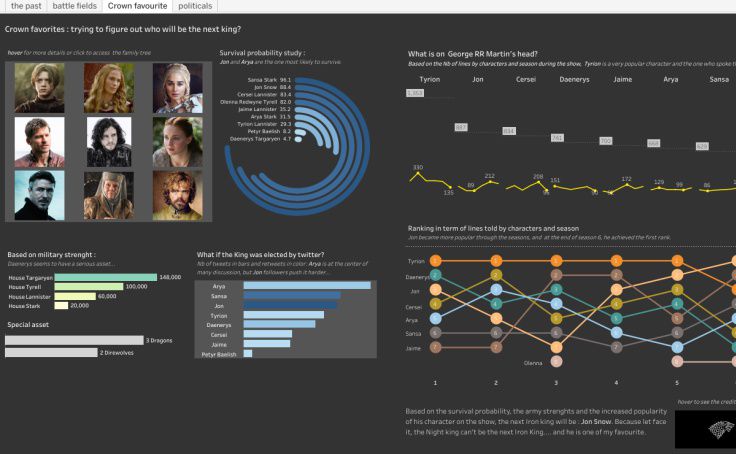 the past battle fields Crown favourite politicals
Crown favorites : trying to figure out who will be the next king?
hover for more details or click to access the family tree
Survival probability study :
Jon and Arya are the one most likely to survive.
Sansa Stark 96.1
Jon Snow 88.4
Cersei Lannister 83.4
Olenna Redwyne Tyrell 82.0
Jaime Lannister 35.2
Arya Stark 31.5
Tyrion Lannister 29.3
Petyr Baelish 8.2
Daenerys Targaryen 4.7
What is on George RR Martin's head?
Based on the Nb of lines by characters and season during the show, Tyrion is a very popular character and the one who spoke t
Tyrion Jon Cersei Daenerys Jaime Arya Sansa
887 834 741 700 668 629
330 135 89 212 208 151 172 129 99 86
Ranking in term of lines told by characters and season
Jon became more popular through the seasons, and at the end of season 6, he achieved the first rank.
Tyrion
Daenerys
Jon
Cersei
Arya
Sansa
Jaime
Olenna
1 2 3 4 5
Based on military strenght :
Daenerys seems to have a serious asset...
House Targaryen 148,000
House Tyrell 100,000
House Lannister 60,000
House Stark 20,000
Special asset
3 Dragons
2 Direwolves
What if the King was elected by twitter?
Nb of tweets in bars and retweets in color: Arya is at the center of
many discussion, but Jon followers push it harder...
Arya
Sansa
Jon
Tyrion
Daenerys
Cersei
Jaime
Petyr Baelish
hover to see the credit
Based on the survival probability, the army strenghts and the increased popularity
of his character on the show, the next Iron king will be : Jon Snow. Because let face
it, the Night king can't be the next Iron King.... and he is one of my favourite.